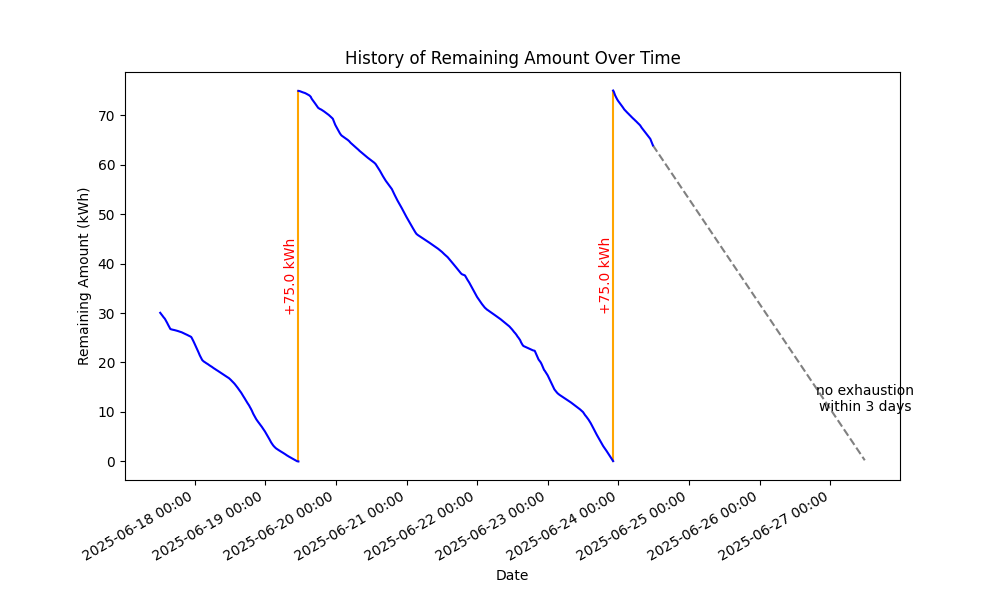 History of Remaining Amount Over Time
Remaining Amount (kWh)
70
60
50
40
30
20
10
0
+75.0 kWh
+75.0 kWh
no exhaustion
within 3 days
2025-06-18 00:00
2025-06-19 00:00
2025-06-20 00:00
2025-06-21 00:00
2025-06-22 00:00
2025-06-23 00:00
2025-06-24 00:00
2025-06-25 00:00
2025-06-26 00:00
2025-06-27 00:00
Date